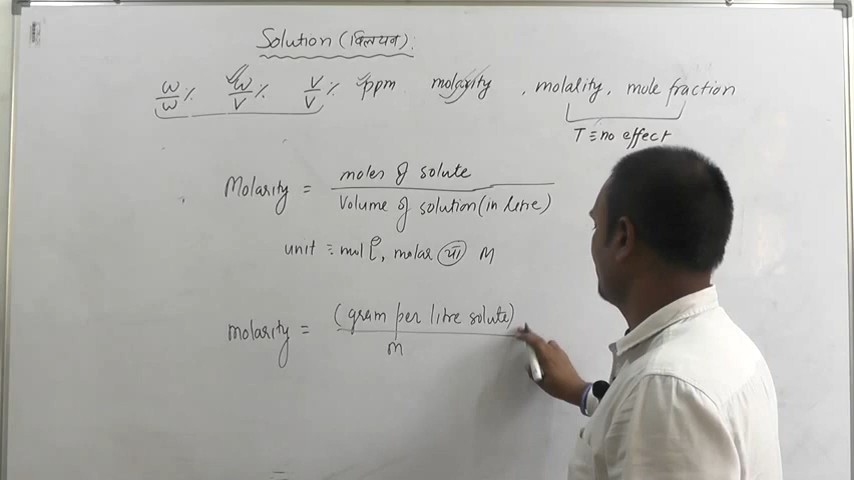 Solution (विलयन):
w/w % w/v % v/v % ppm molarity , molality, mole fraction
T ≡ no effect
Molarity = moles of solute / Volume of solution (in litre)
unit ≡ mol L⁻, molar या M
molarity = (gram per litre solute) / m